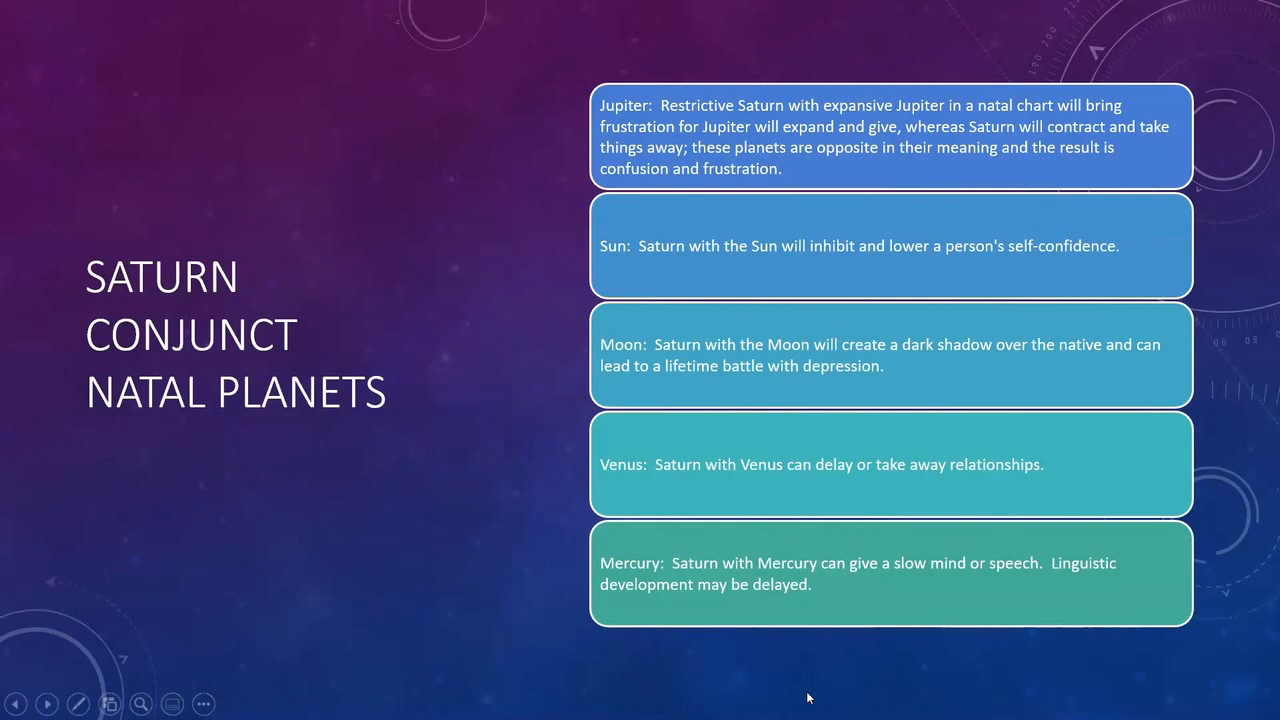 SATURN
CONJUNCT
NATAL PLANETS
Jupiter:  Restrictive Saturn with expansive Jupiter in a natal chart will bring
frustration for Jupiter will expand and give, whereas Saturn will contract and take
things away; these planets are opposite in their meaning and the result is
confusion and frustration.
Sun:  Saturn with the Sun will inhibit and lower a person's self-confidence.
Moon:  Saturn with the Moon will create a dark shadow over the native and can
lead to a lifetime battle with depression.
Venus:  Saturn with Venus can delay or take away relationships.
Mercury:  Saturn with Mercury can give a slow mind or speech.  Linguistic
development may be delayed.
190 200